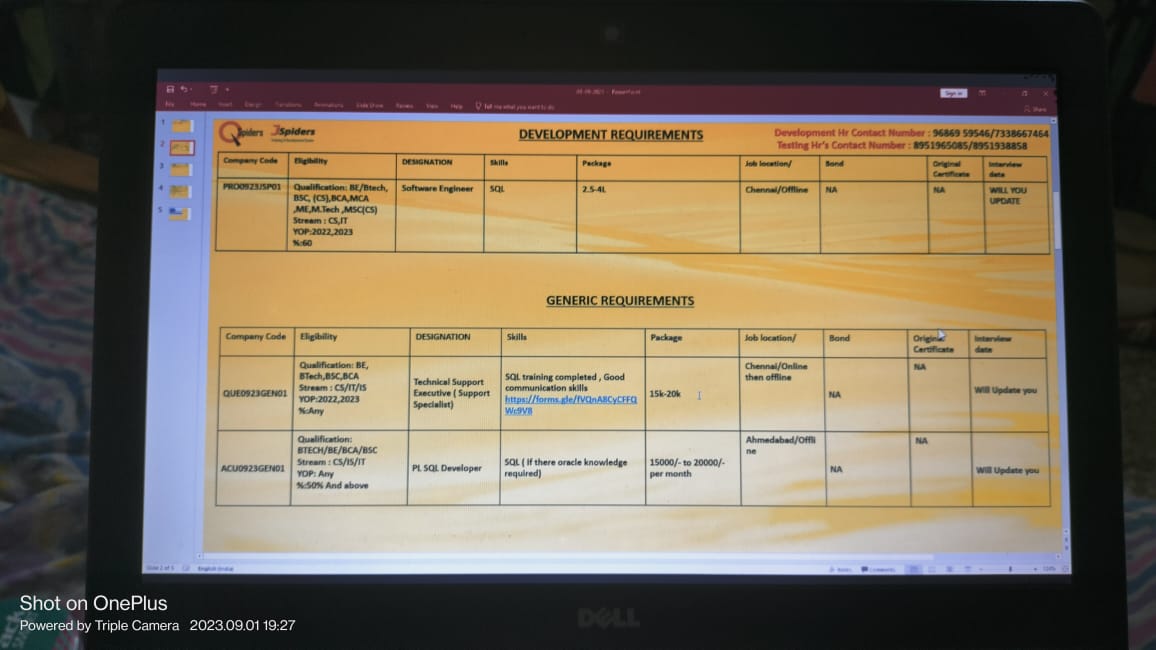 PowerPoint
Sign in
File Home Insert Design Transitions Animations Slide Show Review View Help Tell me what you want to do
Share
1
2
3
4
5
QSpiders JSpiders
DEVELOPMENT REQUIREMENTS
Development Hr Contact Number : 96869 59546/7338667464
Testing Hr's Contact Number : 8951965085/8951938858
Company Code Eligibility DESIGNATION Skills Package Job location/ Bond Original Interview
Certificate date
PRO0923JSP01 Qualification: BE/Btech, Software Engineer SQL 2.5-4L Chennai/Offline NA NA WILL YOU
BSC, (CS),BCA,MCA UPDATE
,ME,M.Tech ,MSC(CS)
Stream : CS,IT
YOP:2022,2023
%:60
GENERIC REQUIREMENTS
Company Code Eligibility DESIGNATION Skills Package Job location/ Bond Original Interview
Certificate date
Qualification: BE, Chennai/Online NA
BTech,BSC,BCA then offline
Stream : CS/IT/IS Technical Support SQL training completed , Good
QUE0923GEN01 YOP:2022,2023 Executive ( Support communication skills 15k-20k NA Will Update you
%:Any Specialist) https://forms.gle/fVQnA8CyCFFQ
Wc9V8
Qualification: Ahmedabad/Offli NA
BTECH/BE/BCA/BSC ne
Stream : CS/IS/IT SQL ( If there oracle knowledge 15000/- to 20000/-
ACU0923GEN01 YOP: Any PL SQL Developer required) per month NA Will Update you
%:50% And above
Slide 2 of 5 English (India)
Notes Comments
DELL
Shot on OnePlus
Powered by Triple Camera 2023.09.01 19:27